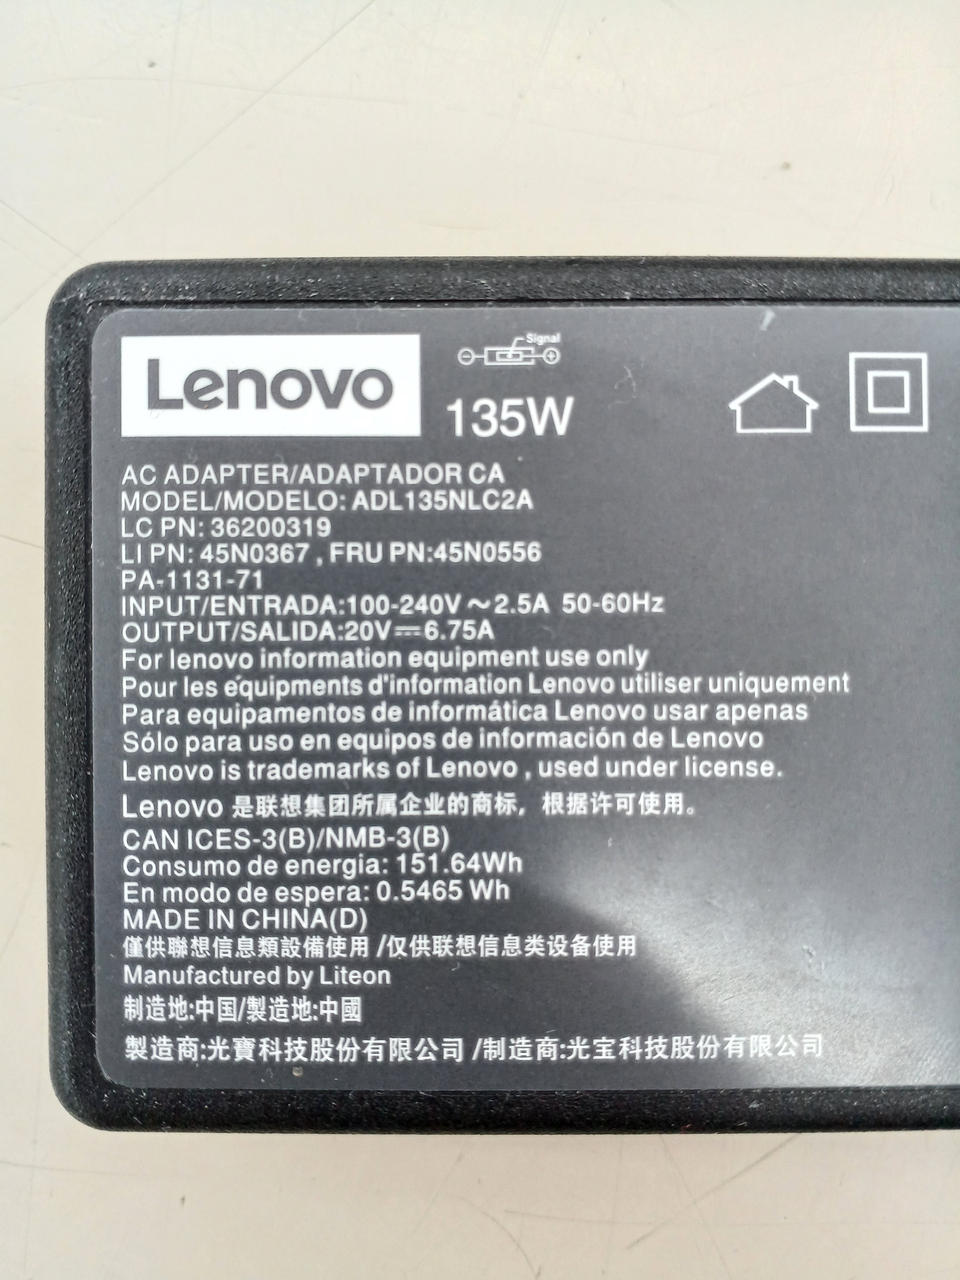 Lenovo
Signal
135W
AC ADAPTER/ADAPTADOR CA
MODEL/MODELO: ADL135NLC2A
LC PN: 36200319
LI PN: 45N0367 , FRU PN:45N0556
PA-1131-71
INPUT/ENTRADA:100-240V ~ 2.5A 50-60Hz
OUTPUT/SALIDA:20V⎓6.75A
For lenovo information equipment use only
Pour les équipments d'information Lenovo utiliser uniquement
Para equipamentos de informática Lenovo usar apenas
Sólo para uso en equipos de información de Lenovo
Lenovo is trademarks of Lenovo , used under license.
Lenovo 是联想集团所属企业的商标，根据许可使用。
CAN ICES-3(B)/NMB-3(B)
Consumo de energia: 151.64Wh
En modo de espera: 0.5465 Wh
MADE IN CHINA(D)
僅供聯想信息類設備使用 /仅供联想信息类设备使用
Manufactured by Liteon
制造地:中国/製造地:中國
製造商:光寶科技股份有限公司 /制造商:光宝科技股份有限公司